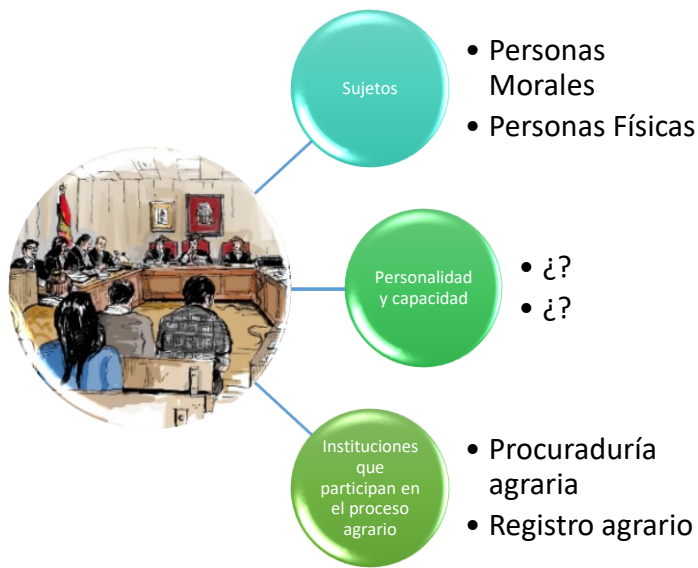 Sujetos
• Personas
Morales
• Personas Físicas
Personalidad
y capacidad
• ¿?
• ¿?
Instituciones
que
participan en
el proceso
agrario
• Procuraduría
agraria
• Registro agrario